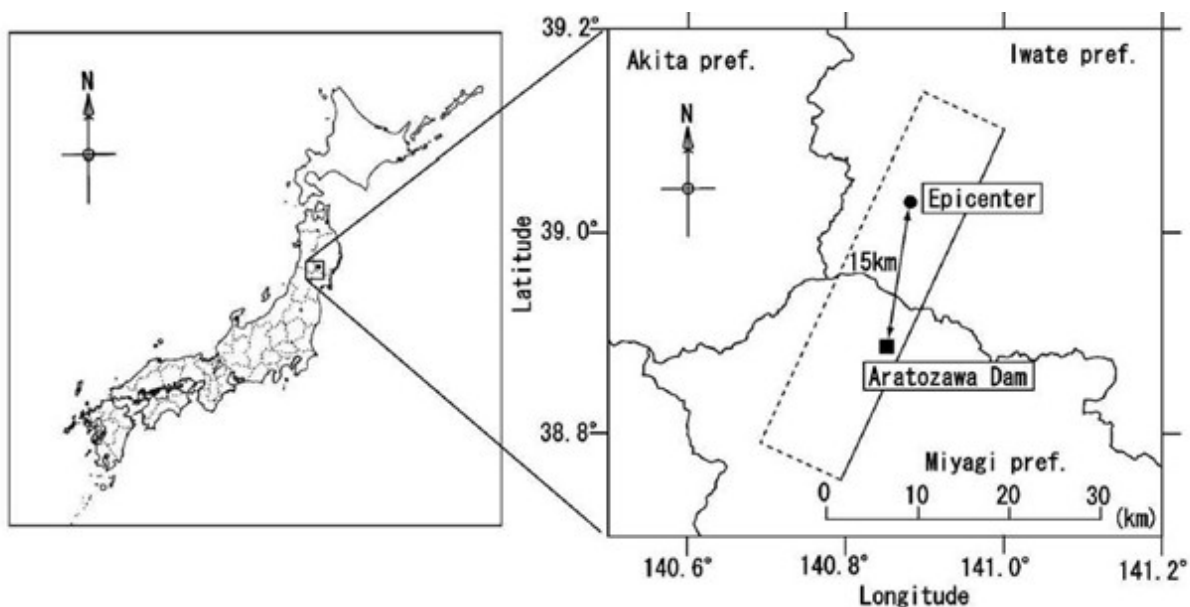 N
39.2°
Akita pref.
Iwate pref.
N
Epicenter
39.0°
15km
Latitude
Aratozawa Dam
38.8°
Miyagi pref.
0 10 20 30
(km)
140.6° 140.8° 141.0° 141.2°
Longitude